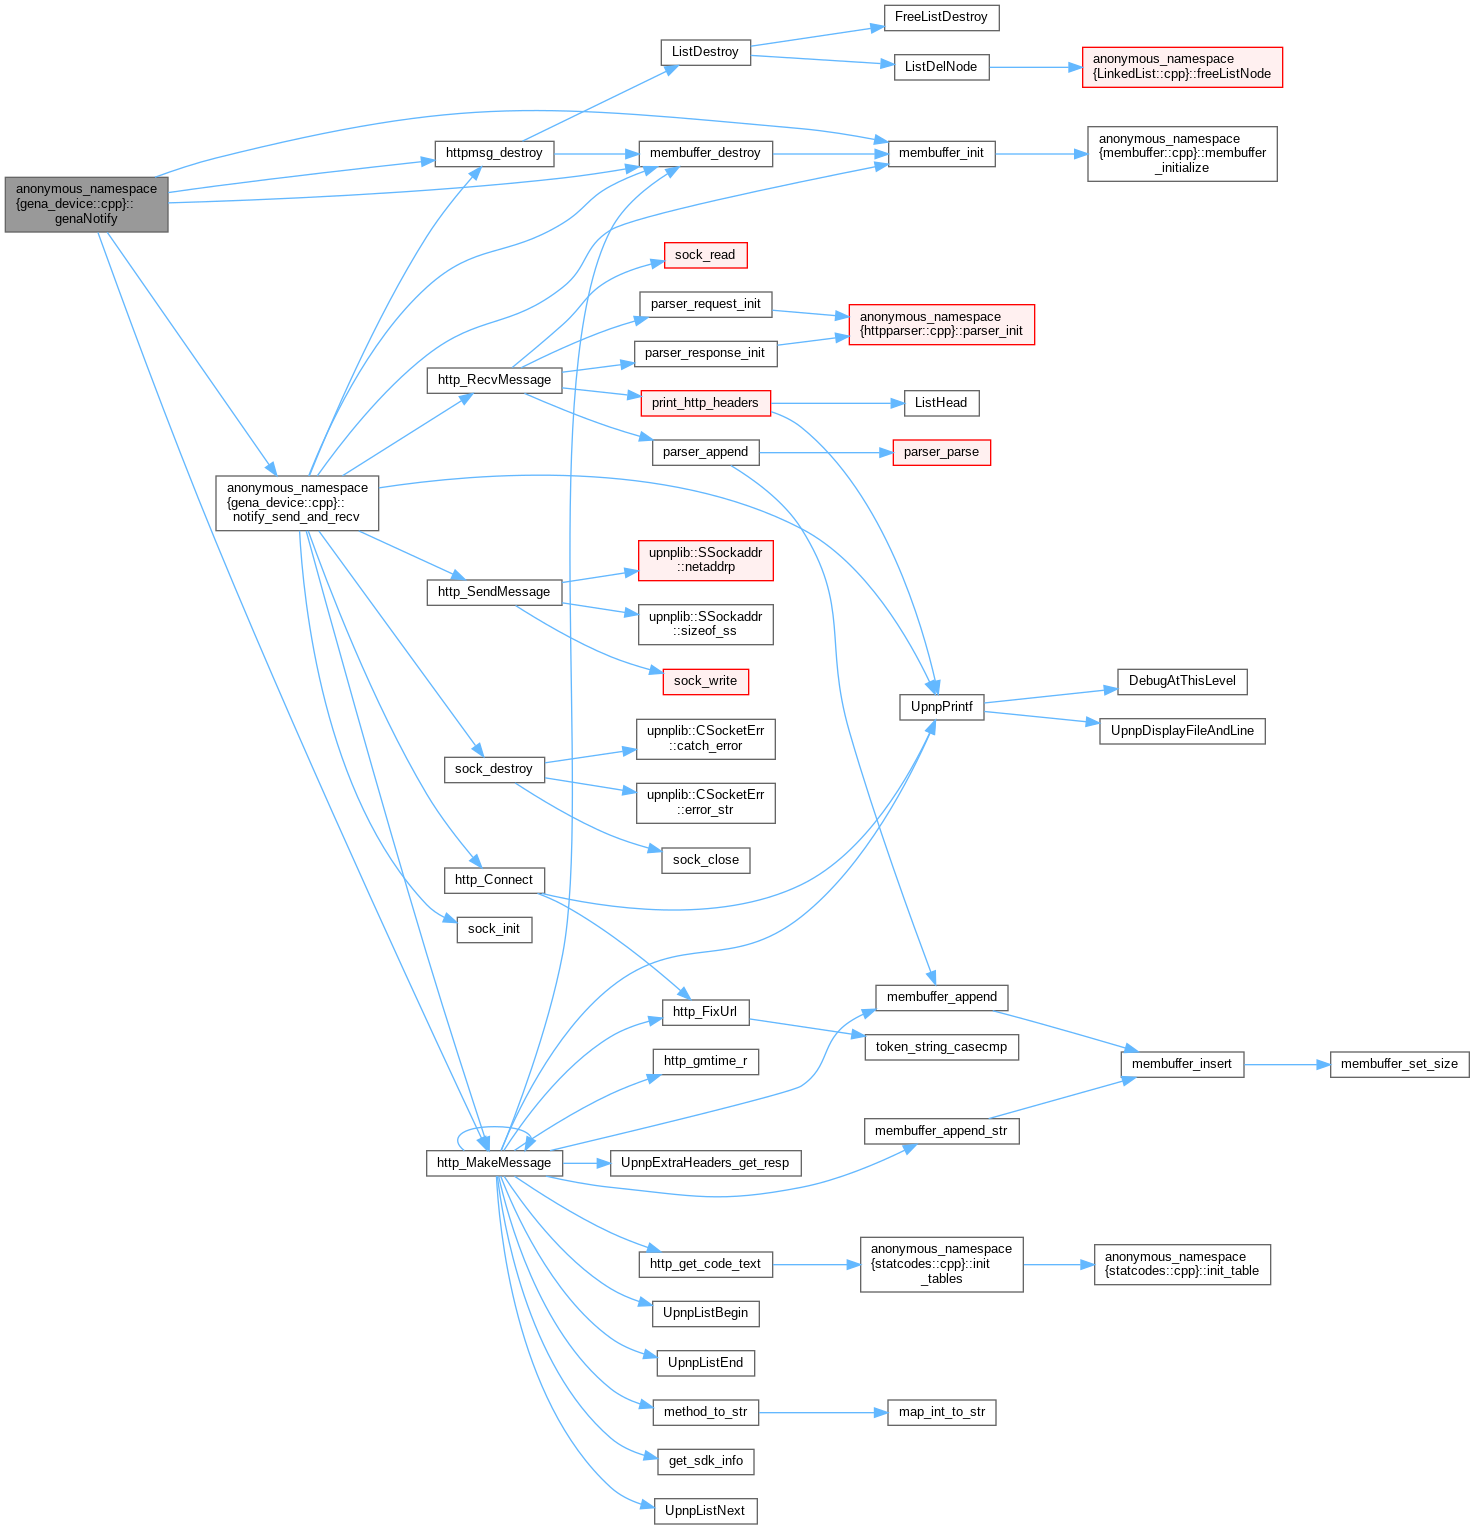 FreeListDestroy
ListDestroy
ListDelNode
anonymous_namespace
{LinkedList::cpp}::freeListNode
httpmsg_destroy
membuffer_destroy
membuffer_init
anonymous_namespace
{membuffer::cpp}::membuffer
_initialize
anonymous_namespace
{gena_device::cpp}::
genaNotify
sock_read
parser_request_init
anonymous_namespace
{httpparser::cpp}::parser_init
parser_response_init
http_RecvMessage
print_http_headers
ListHead
parser_append
parser_parse
anonymous_namespace
{gena_device::cpp}::
notify_send_and_recv
upnplib::SSockaddr
::netaddrp
http_SendMessage
upnplib::SSockaddr
::sizeof_ss
sock_write
DebugAtThisLevel
UpnpPrintf
UpnpDisplayFileAndLine
upnplib::CSocketErr
::catch_error
sock_destroy
upnplib::CSocketErr
::error_str
sock_close
http_Connect
sock_init
membuffer_append
http_FixUrl
token_string_casecmp
http_gmtime_r
membuffer_insert
membuffer_set_size
membuffer_append_str
http_MakeMessage
UpnpExtraHeaders_get_resp
http_get_code_text
anonymous_namespace
{statcodes::cpp}::init
_tables
anonymous_namespace
{statcodes::cpp}::init_table
UpnpListBegin
UpnpListEnd
method_to_str
map_int_to_str
get_sdk_info
UpnpListNext